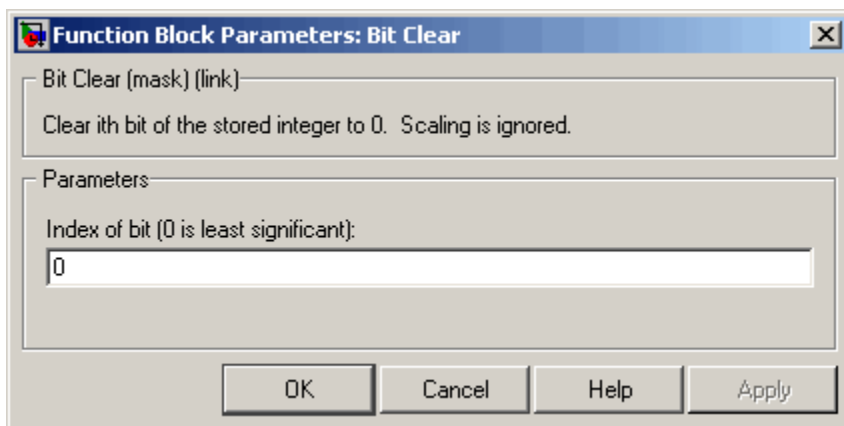 Function Block Parameters: Bit Clear
Bit Clear (mask) (link)
Clear ith bit of the stored integer to 0.  Scaling is ignored.
Parameters
Index of bit (0 is least significant):
0
OK Cancel Help Apply